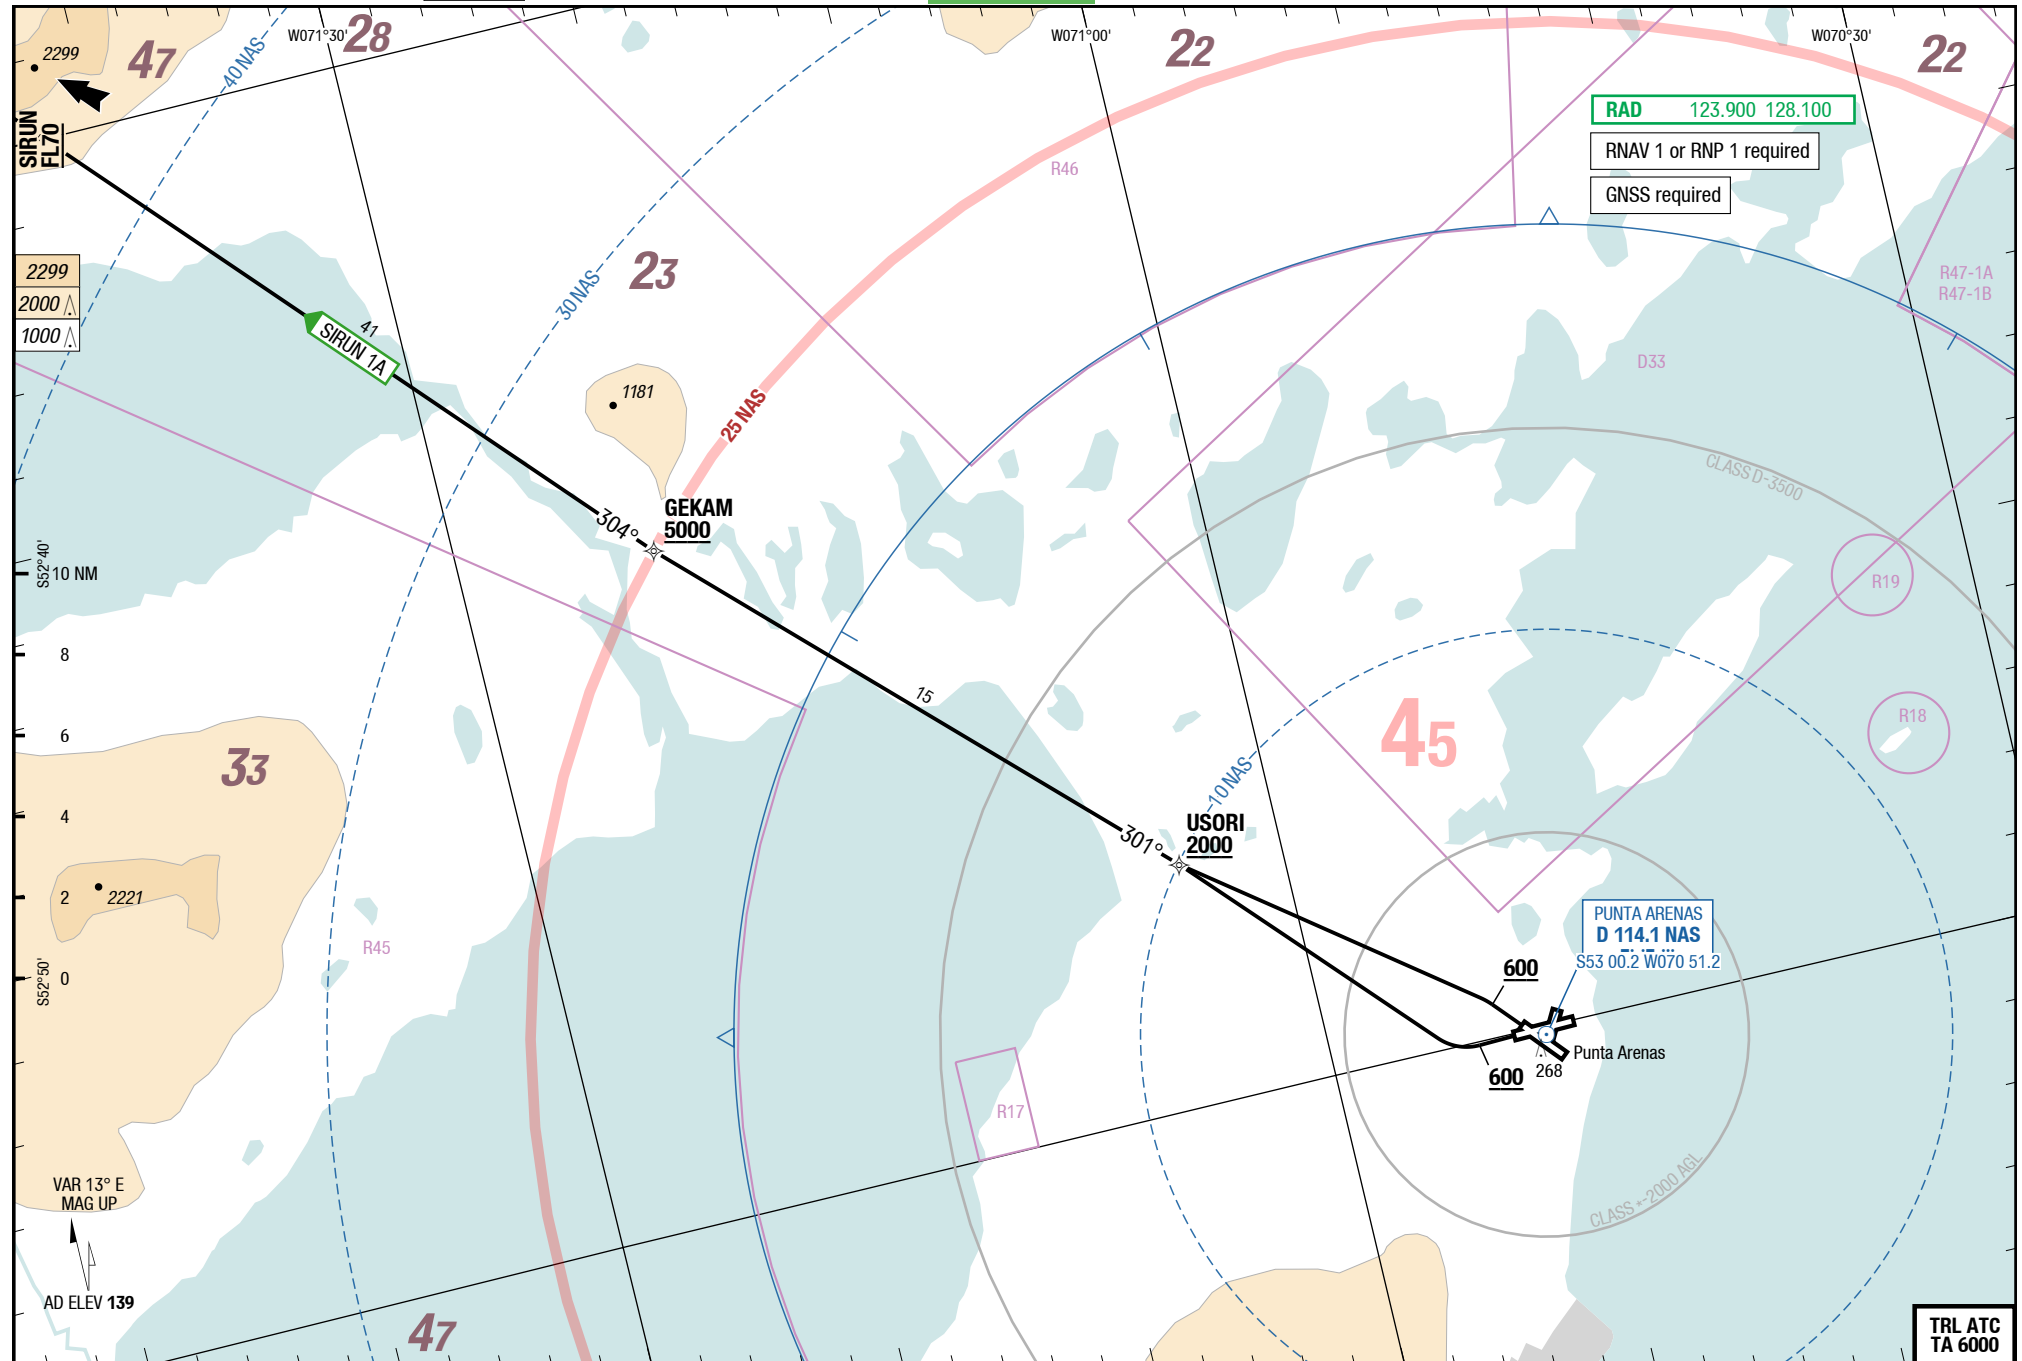 W071°30'
W071°00'
W070°30'
2299
47
28
40 NAS
22
22
RAD 123.900 128.100
RNAV 1 or RNP 1 required
GNSS required
SIRUN
FL70
R46
2299
2000
1000
23
30 NAS
R47-1A
R47-1B
41
SIRUN 1A
D33
1181
25 NAS
CLASS D-3500
GEKAM
5000
304°
S52°40'
10 NM
R19
8
15
6
R18
33
45
10 NAS
4
USORI
2000
301°
2221
2
R45
PUNTA ARENAS
D 114.1 NAS
S53 00.2 W070 51.2
S52°50'
0
600
Punta Arenas
268
600
R17
CLASS *-2000 AGL
VAR 13° E
MAG UP
AD ELEV 139
47
TRL ATC
TA 6000